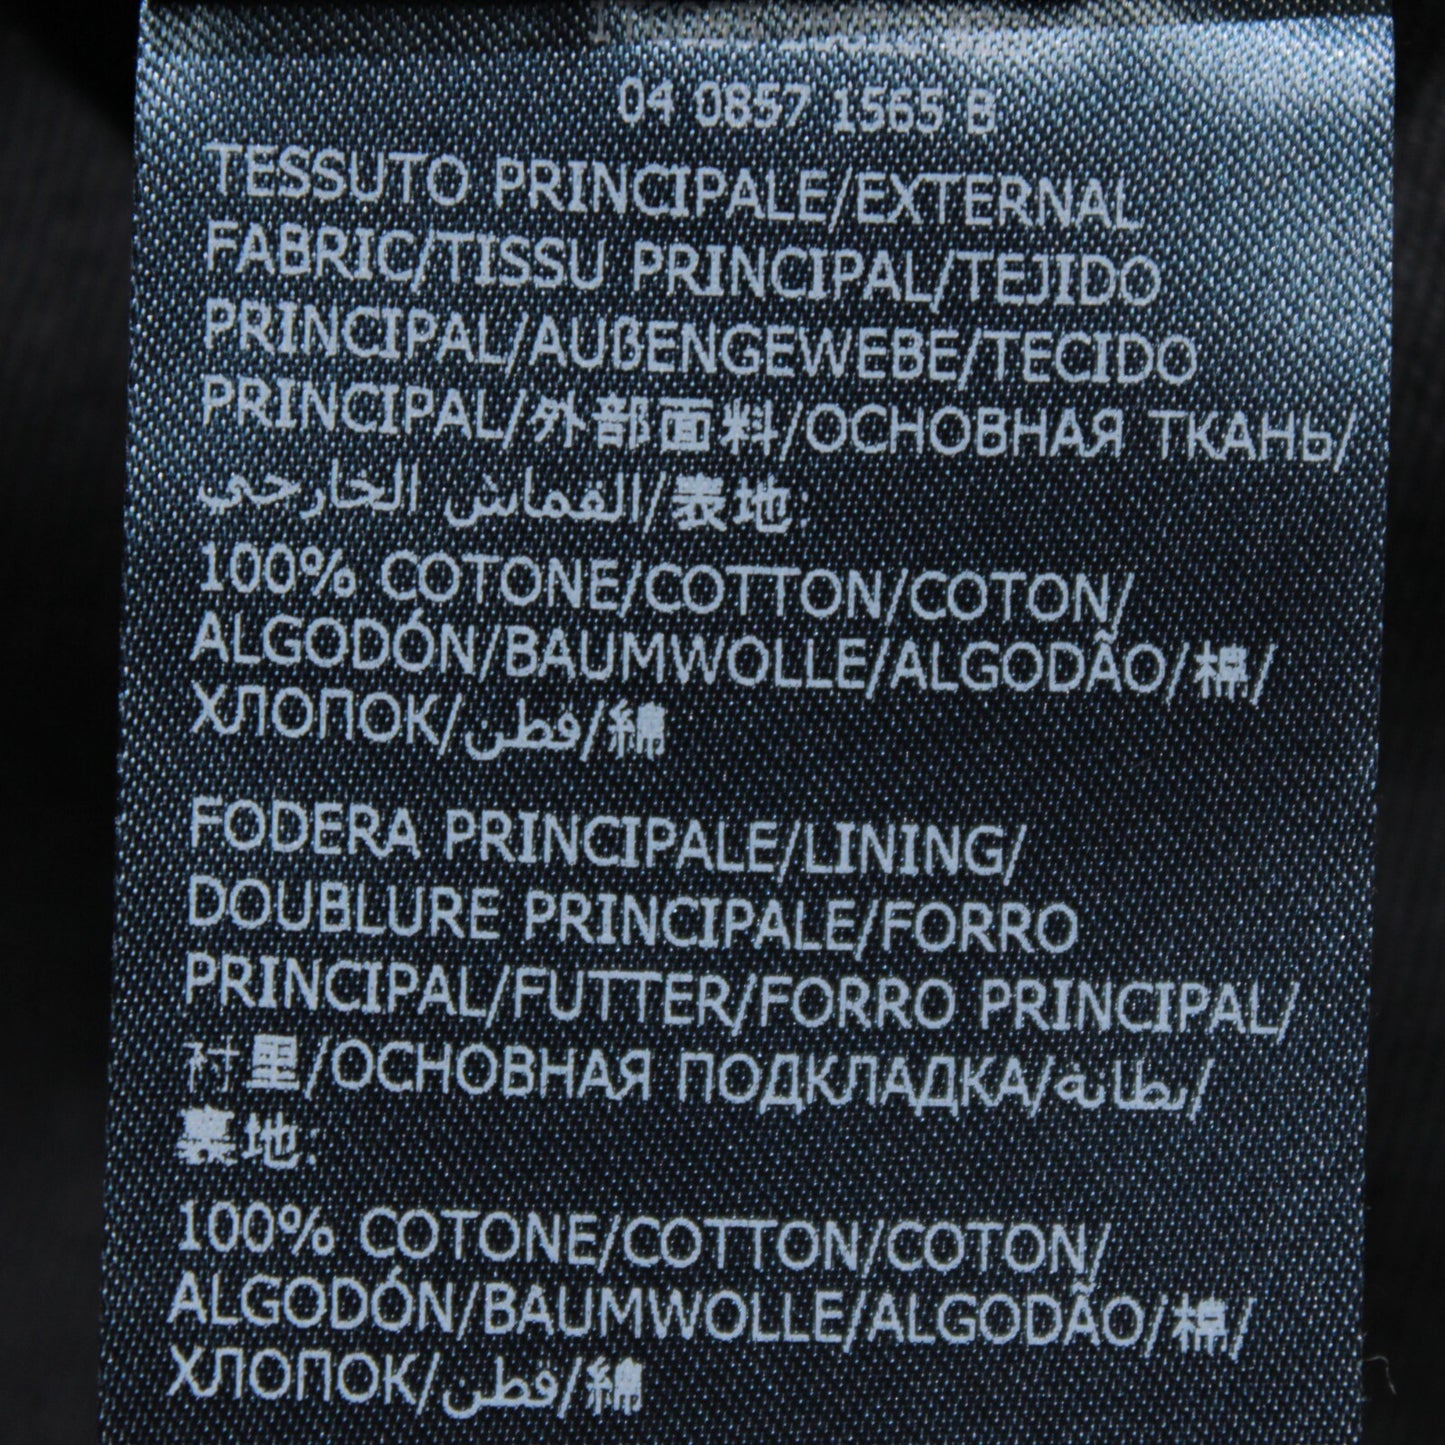 04 0857 1565 B
TESSUTO PRINCIPALE/EXTERNAL
FABRIC/TISSU PRINCIPAL/TEJIDO
PRINCIPAL/AUßENGEWEBE/TECIDO
PRINCIPAL/外部面料/ОСНОВНАЯ ТКАНЬ/
القماش الخارجي/表地:
100% COTONE/COTTON/COTON/
ALGODÓN/BAUMWOLLE/ALGODÃO/棉/
ХЛОПОК/قطن/綿
FODERA PRINCIPALE/LINING/
DOUBLURE PRINCIPALE/FORRO
PRINCIPAL/FUTTER/FORRO PRINCIPAL/
衬里/ОСНОВНАЯ ПОДКЛАДКА/بطانة/
裏地:
100% COTONE/COTTON/COTON/
ALGODÓN/BAUMWOLLE/ALGODÃO/棉/
ХЛОПОК/قطن/綿